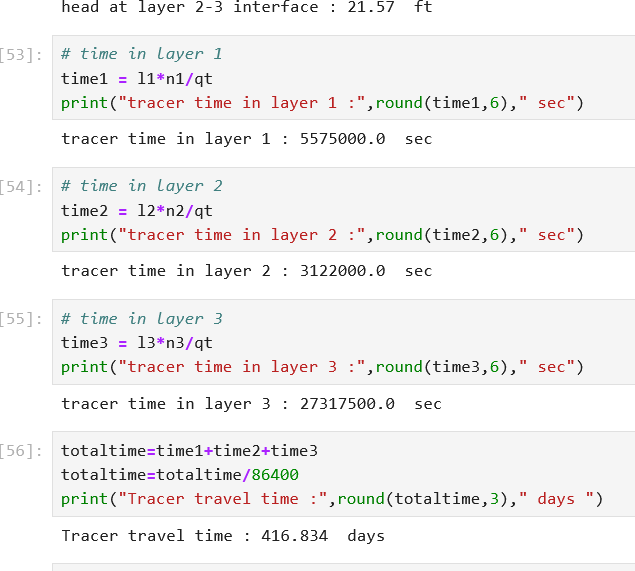 head at layer 2-3 interface : 21.57  ft
[53]:
# time in layer 1
time1 = l1*n1/qt
print("tracer time in layer 1 :",round(time1,6)," sec")
tracer time in layer 1 : 5575000.0  sec
[54]:
# time in layer 2
time2 = l2*n2/qt
print("tracer time in layer 2 :",round(time2,6)," sec")
tracer time in layer 2 : 3122000.0  sec
[55]:
# time in layer 3
time3 = l3*n3/qt
print("tracer time in layer 3 :",round(time3,6)," sec")
tracer time in layer 3 : 27317500.0  sec
[56]:
totaltime=time1+time2+time3
totaltime=totaltime/86400
print("Tracer travel time :",round(totaltime,3)," days ")
Tracer travel time : 416.834  days